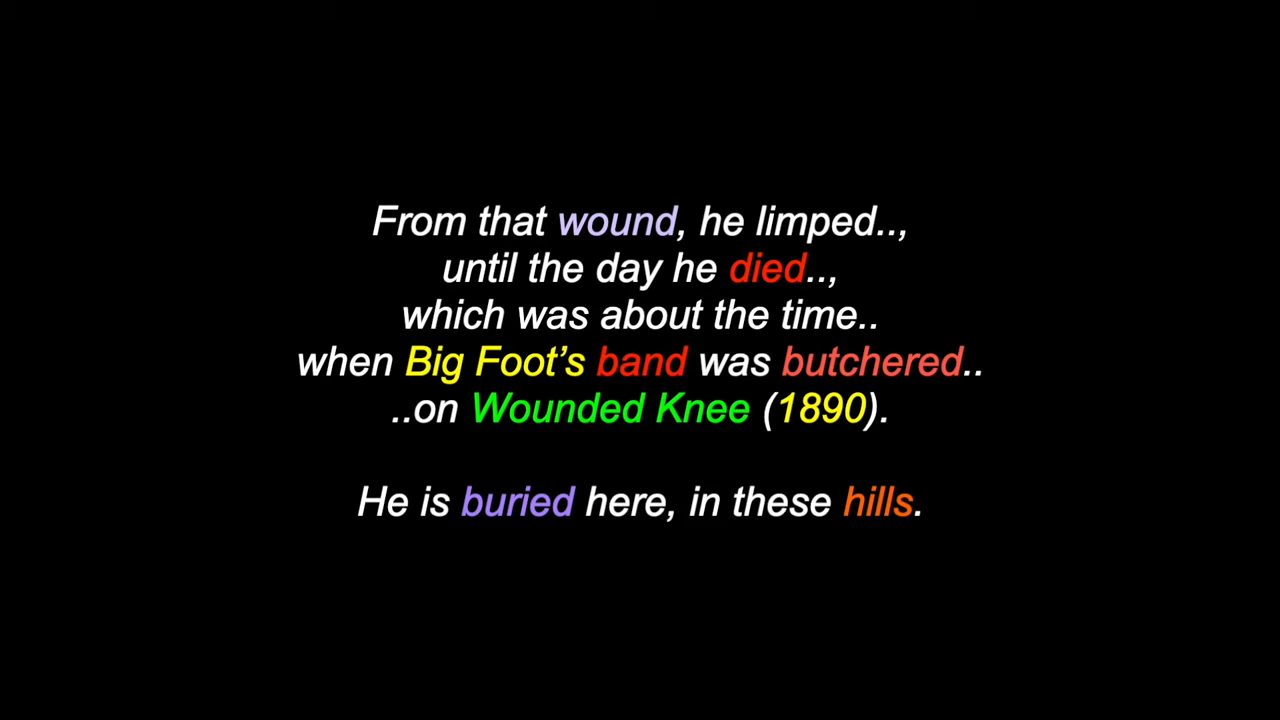 From that wound, he limped..,
until the day he died..,
which was about the time..
when Big Foot’s band was butchered..
..on Wounded Knee (1890).
He is buried here, in these hills.